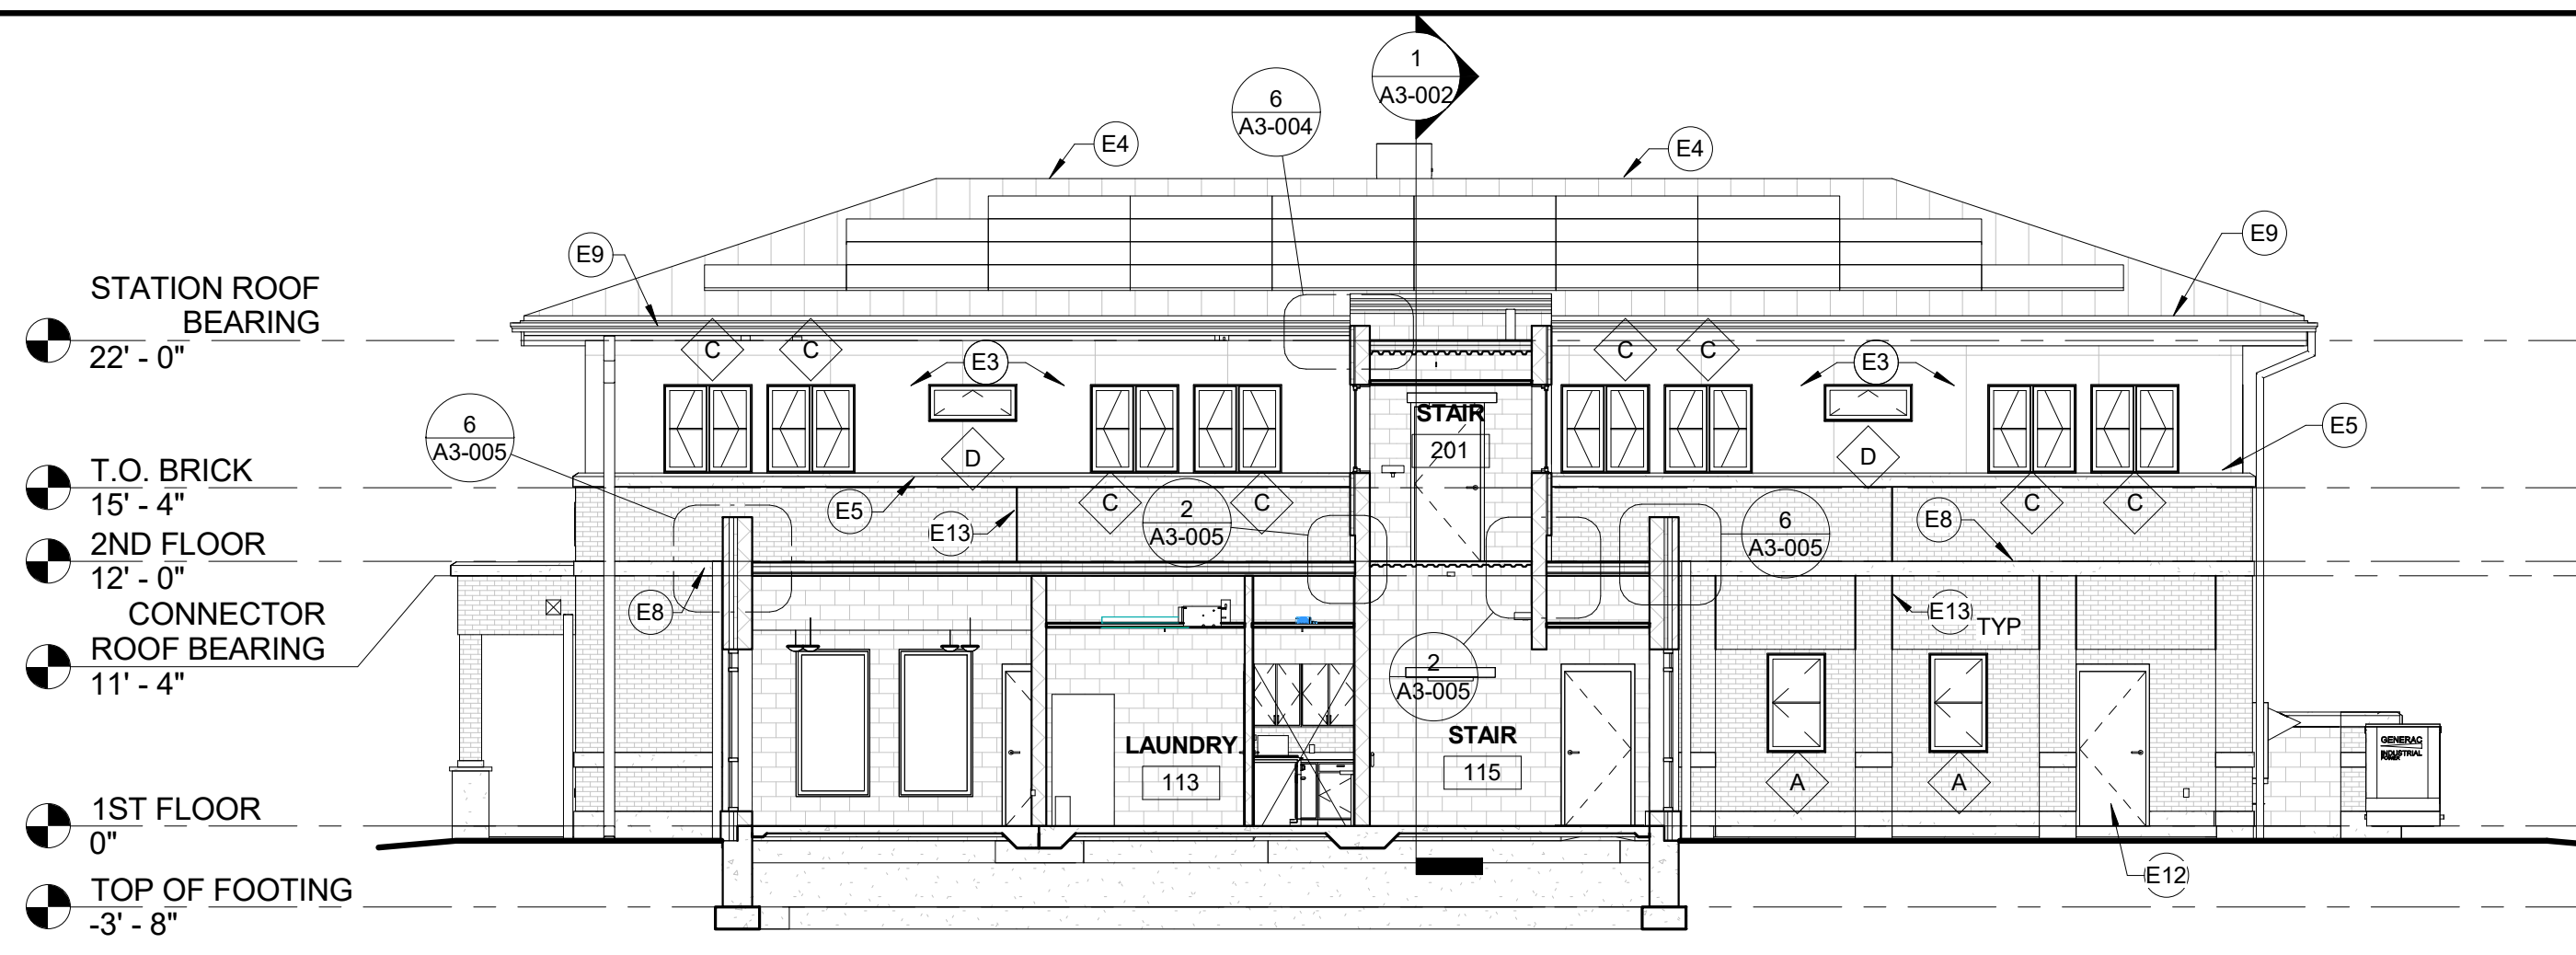 1
A3-002
6
A3-004
E4
E4
E9
E9
STATION ROOF
BEARING
22' - 0"
C
C
E3
C
C
E3
6
A3-005
STAIR
201
E5
T.O. BRICK
15' - 4"
D
D
E5
C
C
C
C
E13
2
A3-005
6
A3-005
E8
2ND FLOOR
12' - 0"
CONNECTOR
ROOF BEARING
11' - 4"
E8
E13
TYP
2
A3-005
LAUNDRY
113
STAIR
115
GENERAC
INDUSTRIAL
POWER
A
A
1ST FLOOR
0"
TOP OF FOOTING
-3' - 8"
E12